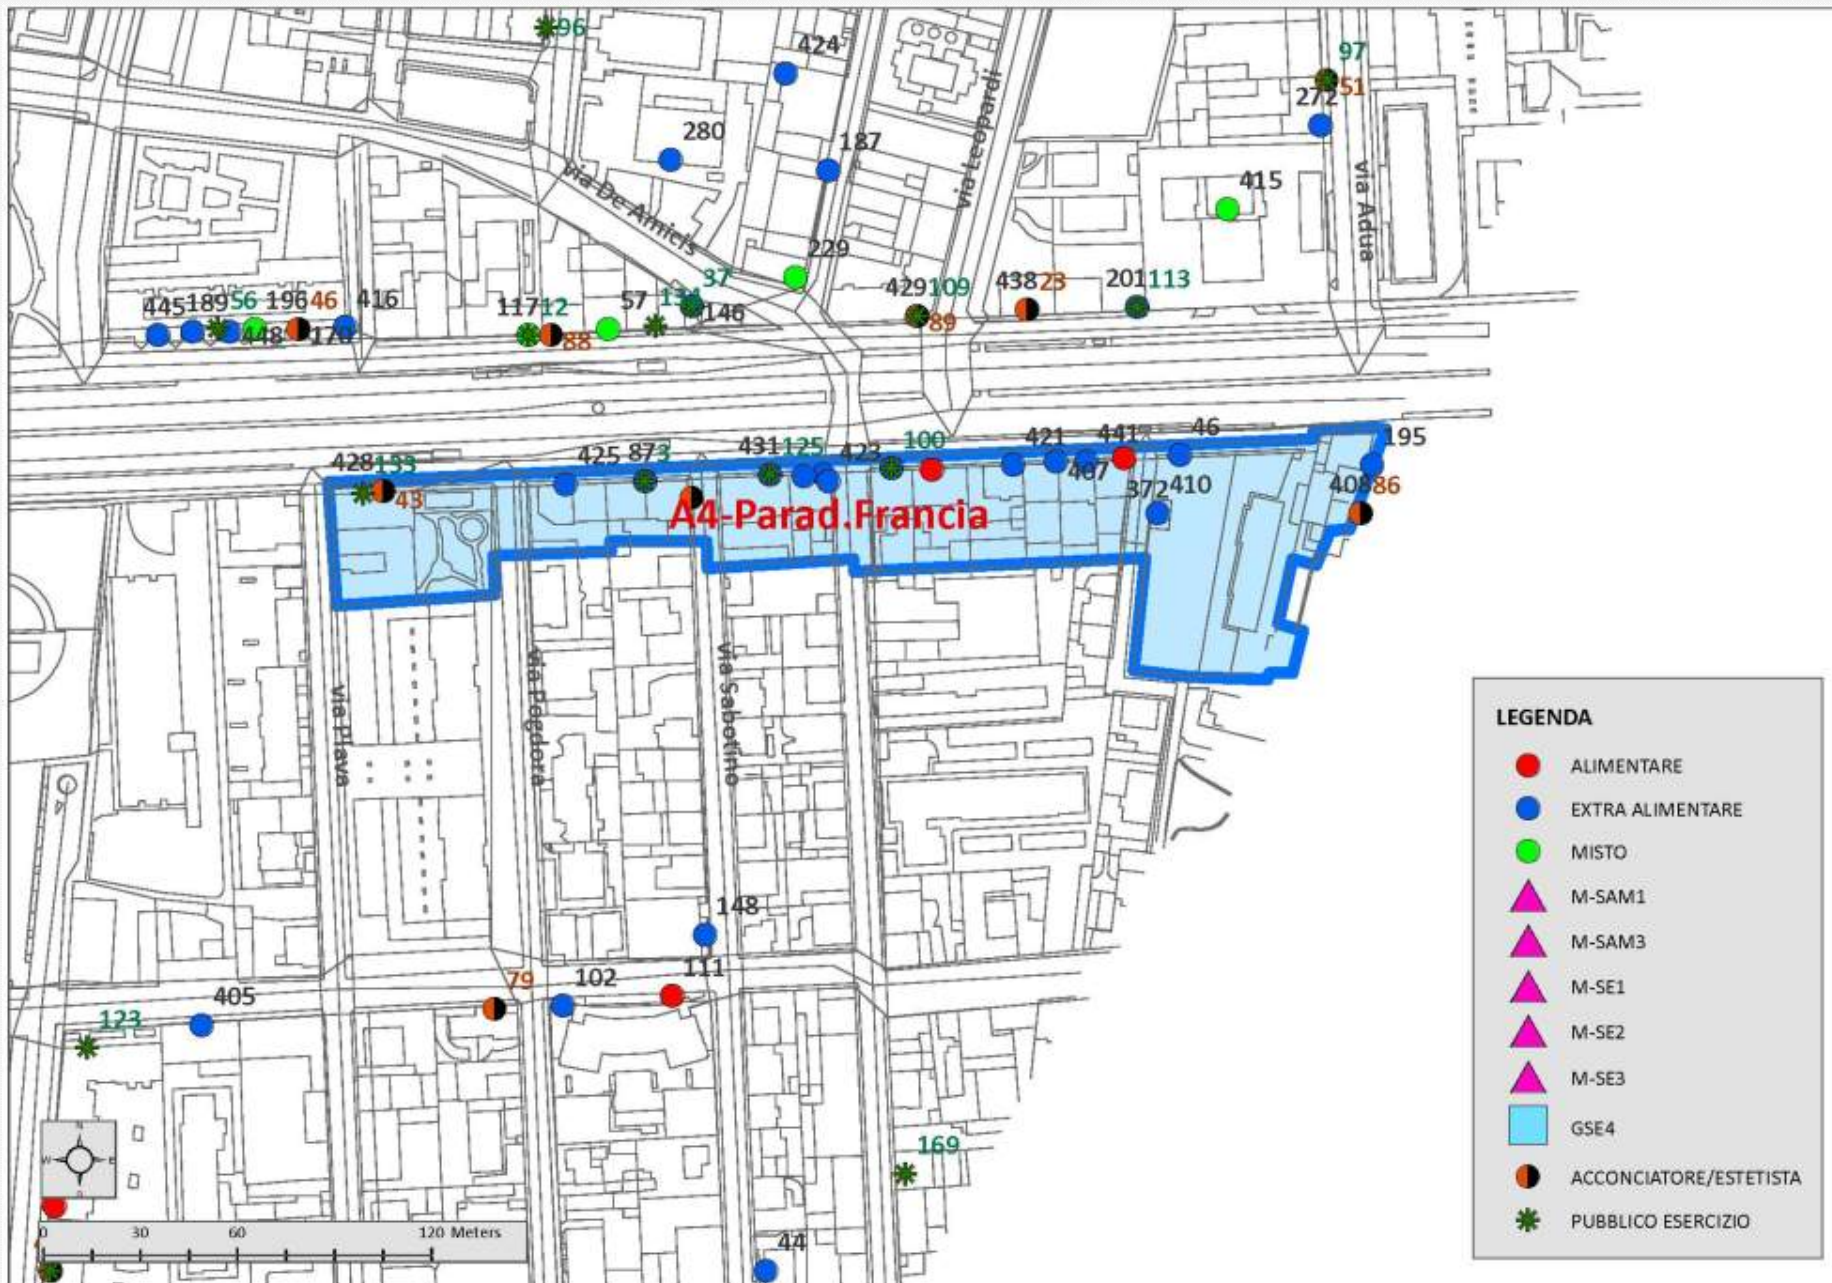 96
424
97
51
272
280
187
via Leopardi
415
via De Amicis
via Adua
229
37
445 189 56 196 46 416
117 12
57
146
429 109
438 23
201 113
448
170
88
89
428 133
43
425 87 3
431 125
423
100
421
441
46
195
407
372 410
408 86
A4-Parad.Francia
via Piave
via Podgora
via Sabotino
148
111
79
102
405
123
169
44
N
W
E
0 30 60 120 Meters
LEGENDA
ALIMENTARE
EXTRA ALIMENTARE
MISTO
M-SAM1
M-SAM3
M-SE1
M-SE2
M-SE3
GSE4
ACCONCIATORE/ESTETISTA
PUBBLICO ESERCIZIO